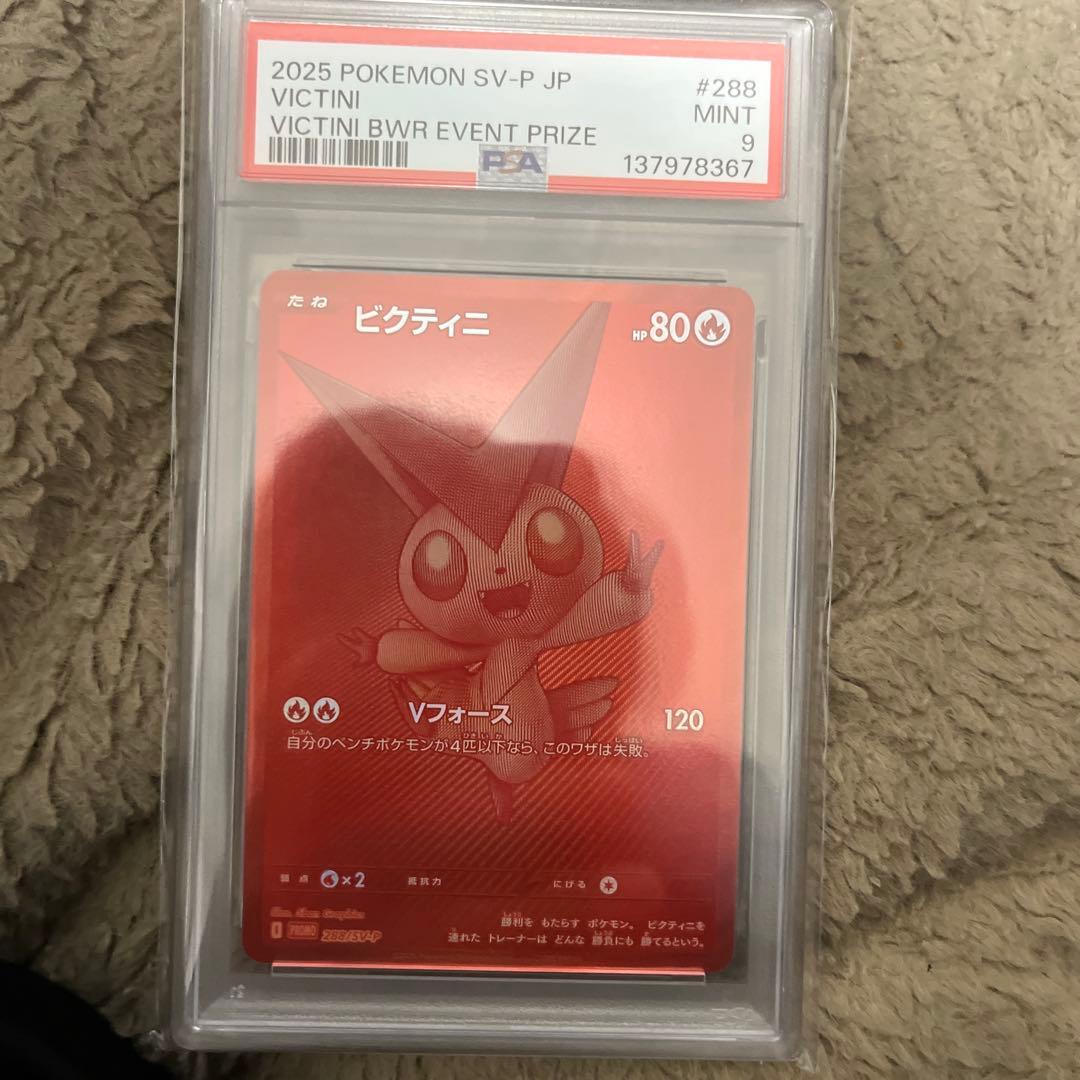 2025 POKEMON SV-P JP #288
VICTINI MINT
VICTINI BWR EVENT PRIZE 9
PSA 137978367
たね ビクティニ HP80
Vフォース 120
自分のベンチポケモンが4匹以下なら、このワザは失敗。
弱点 ×2 抵抗力 にげる
勝利を もたらす ポケモン。 ビクティニを
連れた トレーナーは どんな 勝負にも 勝てるという。
PROMO 288/SV-P